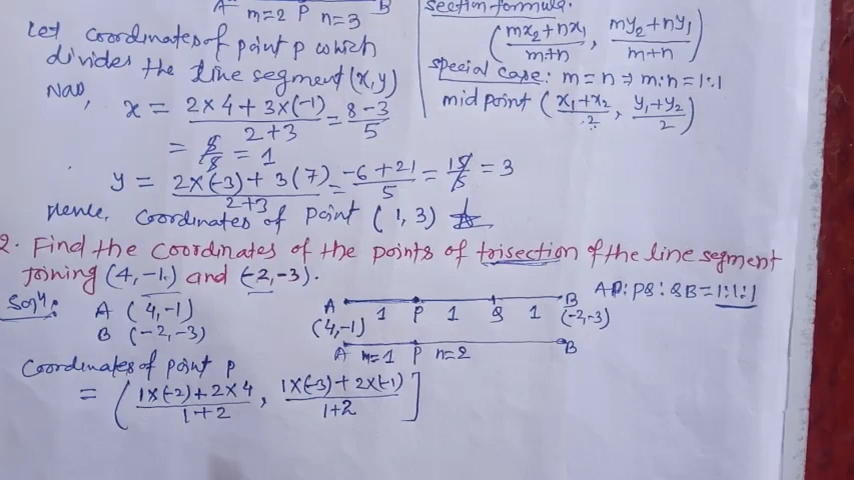 A m=2 P n=3 B
Let coordinates of point P which
divides the line segment (x,y)
Now,
x = 2×4+3×(-1)/2+3 = 8-3/5
= 5/5 = 1
y = 2×(-3)+3(7)/2+3 = -6+21/5 = 15/5 = 3
Hence, coordinates of point (1,3)
section formula:
(mx₂+nx₁/m+n, my₂+ny₁/m+n)
special case: m=n ⇒ m:n=1:1
mid point (x₁+x₂/2, y₁+y₂/2)
2. Find the coordinates of the points of trisection of the line segment
joining (4,-1) and (-2,-3).
Solⁿ:
A (4,-1)
B (-2,-3)
A 1 P 1 Q 1 B
(4,-1) (-2,-3)
AP:PQ:QB=1:1:1
A m=1 P n=2 B
Coordinates of point P
= (1×(-2)+2×4/1+2, 1×(-3)+2×(-1)/1+2]